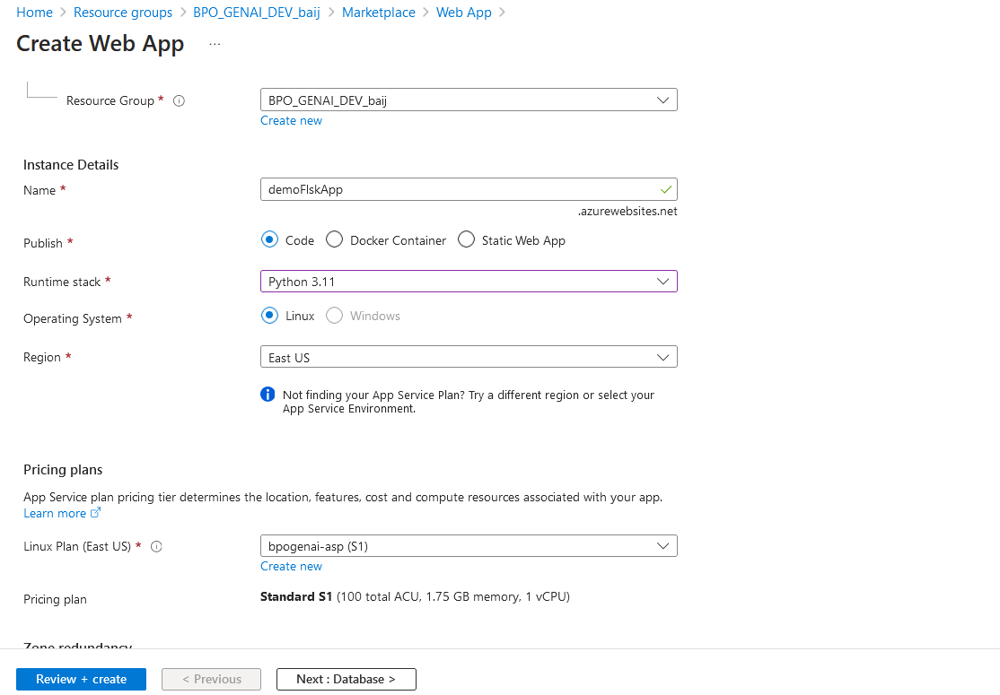 Home > Resource groups > BPO_GENAI_DEV_baij > Marketplace > Web App >
Create Web App ...
Resource Group *
BPO_GENAI_DEV_baij
Create new
Instance Details
Name *
demoFlskApp
.azurewebsites.net
Publish *
Code Docker Container Static Web App
Runtime stack *
Python 3.11
Operating System *
Linux Windows
Region *
East US
Not finding your App Service Plan? Try a different region or select your
App Service Environment.
Pricing plans
App Service plan pricing tier determines the location, features, cost and compute resources associated with your app.
Learn more
Linux Plan (East US) *
bpogenai-asp (S1)
Create new
Pricing plan
Standard S1 (100 total ACU, 1.75 GB memory, 1 vCPU)
Zone redundancy
Review + create < Previous Next : Database >